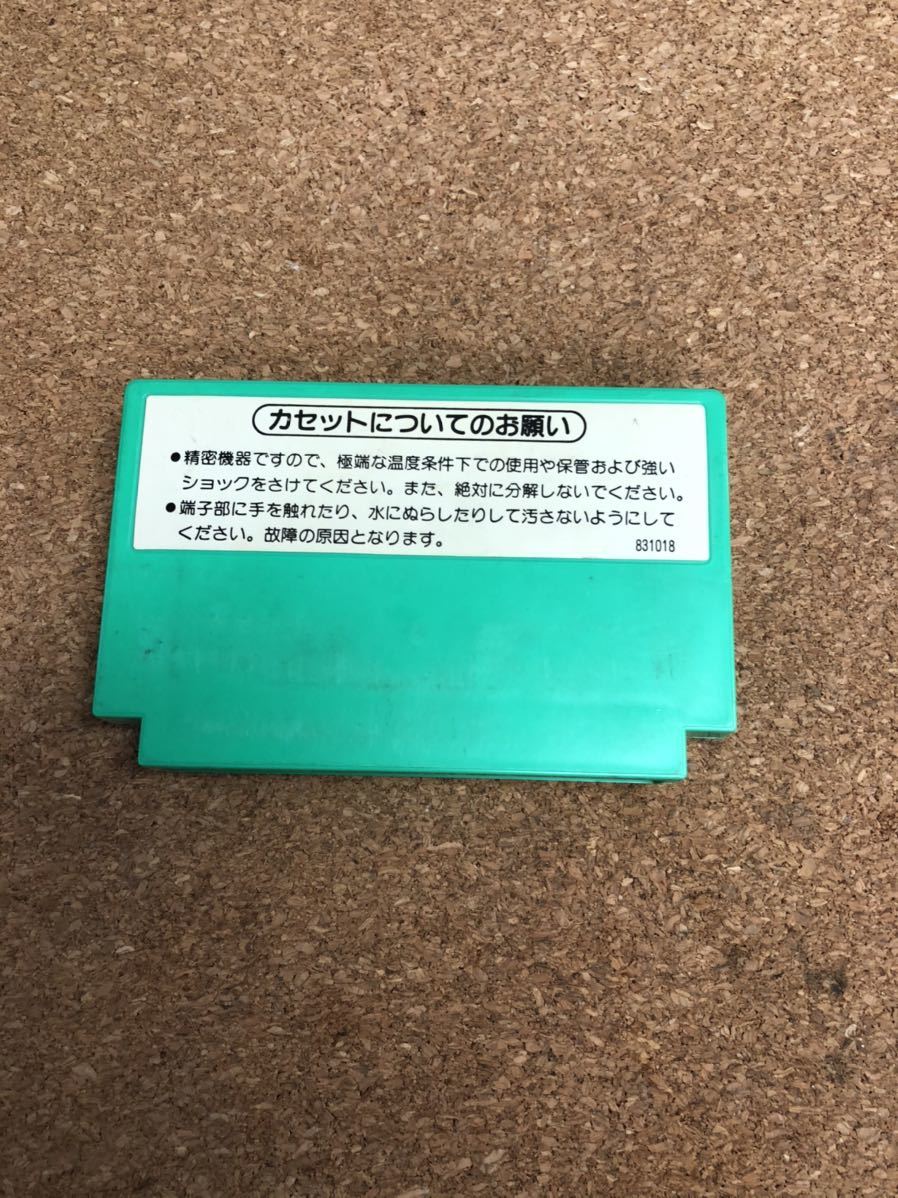 カセットについてのお願い
●精密機器ですので、極端な温度条件下での使用や保管および強い
ショックをさけてください。また、絶対に分解しないでください。
●端子部に手を触れたり、水にぬらしたりして汚さないようにして
ください。故障の原因となります。
831018